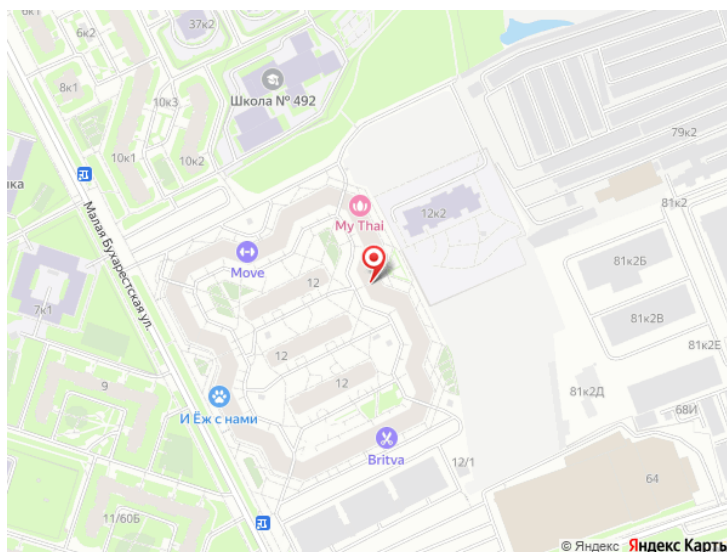 6к1
6к2
37к2
8к1
Школа № 492
10к3
79к2
10к1
10к2
My Thai
12к2
81к2
Малая Бухарестская ул.
Move
12
81к2Б
7к1
81к2В
12
81к2Е
9
12
81к2Д
И Ёж с нами
68И
Britva
12/1
64
11/60Б
© Яндекс Яндекс Карты